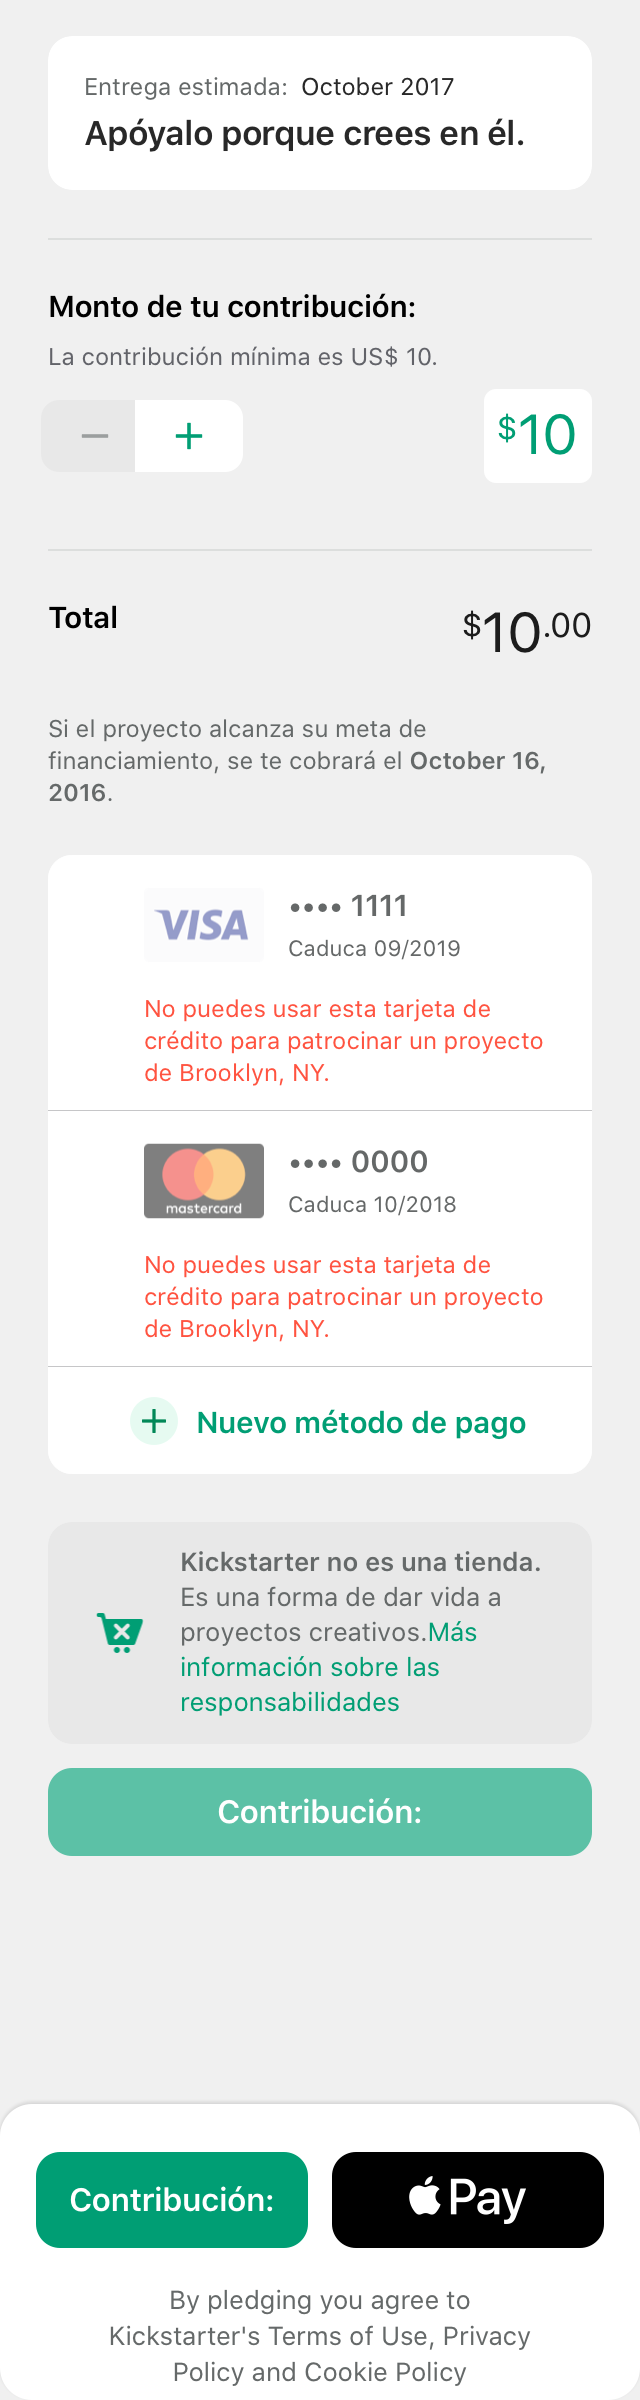 Entrega estimada: October 2017
Apóyalo porque crees en él.
Monto de tu contribución:
La contribución mínima es US$ 10.
− +
$10
Total
$10.00
Si el proyecto alcanza su meta de
financiamiento, se te cobrará el October 16,
2016.
VISA
•••• 1111
Caduca 09/2019
No puedes usar esta tarjeta de
crédito para patrocinar un proyecto
de Brooklyn, NY.
mastercard
•••• 0000
Caduca 10/2018
No puedes usar esta tarjeta de
crédito para patrocinar un proyecto
de Brooklyn, NY.
+ Nuevo método de pago
Kickstarter no es una tienda.
Es una forma de dar vida a
proyectos creativos.Más
información sobre las
responsabilidades
Contribución:
Contribución:
Pay
By pledging you agree to
Kickstarter's Terms of Use, Privacy
Policy and Cookie Policy